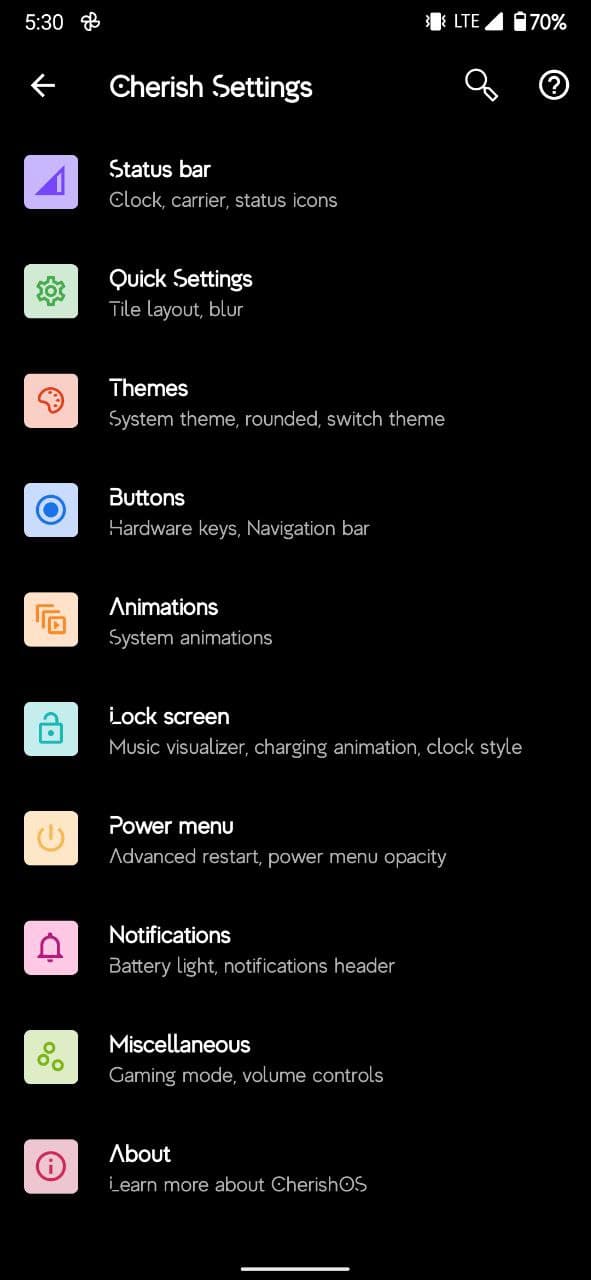 5:30 LTE 70%
Cherish Settings
Status bar
Clock, carrier, status icons
Quick Settings
Tile layout, blur
Themes
System theme, rounded, switch theme
Buttons
Hardware keys, Navigation bar
Animations
System animations
Lock screen
Music visualizer, charging animation, clock style
Power menu
Advanced restart, power menu opacity
Notifications
Battery light, notifications header
Miscellaneous
Gaming mode, volume controls
About
Learn more about CherishOS